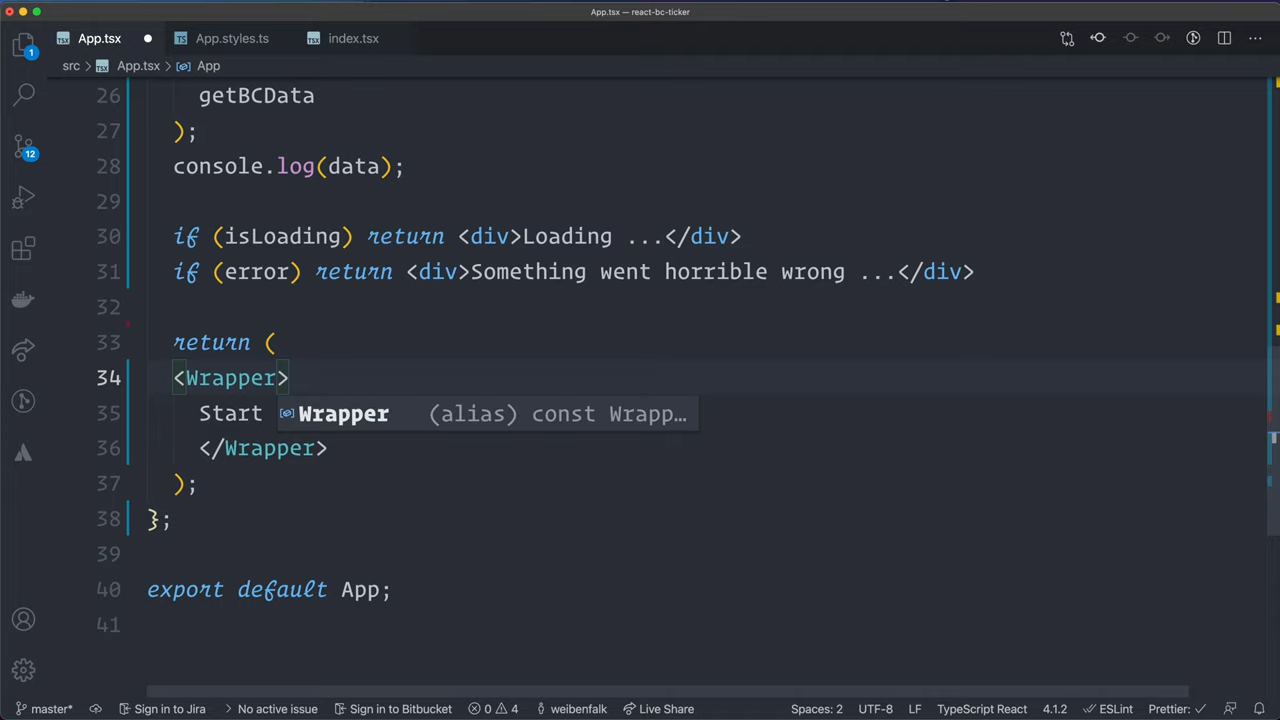 App.tsx — react-bc-ticker
App.tsx
App.styles.ts
index.tsx
src > App.tsx > App
26 getBCData
27 );
28 console.log(data);
29
30 if (isLoading) return <div>Loading ...</div>
31 if (error) return <div>Something went horrible wrong ...</div>
32
33 return (
34 <Wrapper>
35 Start
Wrapper (alias) const Wrapp…
36 </Wrapper>
37 );
38 };
39
40 export default App;
41
1
12
master* Sign in to Jira No active issue Sign in to Bitbucket 0 4 weibenfalk Live Share Spaces: 2 UTF-8 LF TypeScript React 4.1.2 ESLint Prettier: ✓